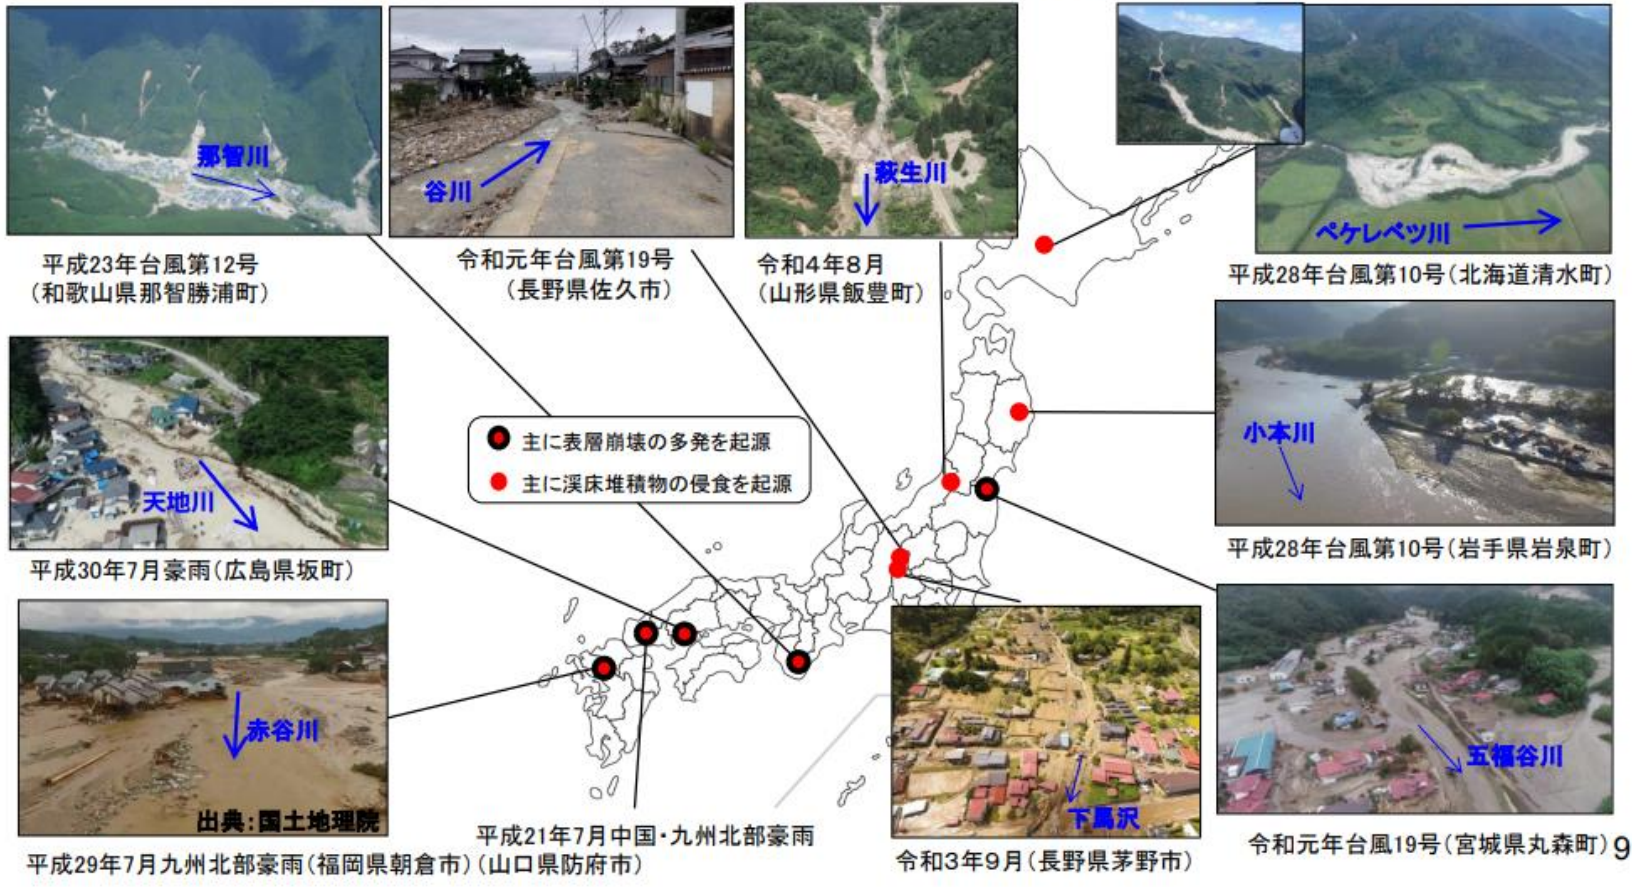 那智川
平成23年台風第12号
（和歌山県那智勝浦町）
谷川
令和元年台風第19号
（長野県佐久市）
萩生川
令和４年８月
（山形県飯豊町）
ペケレベツ川
平成28年台風第10号（北海道清水町）
天地川
平成30年7月豪雨（広島県坂町）
● 主に表層崩壊の多発を起源
● 主に渓床堆積物の侵食を起源
小本川
平成28年台風第10号（岩手県岩泉町）
赤谷川
出典：国土地理院
平成29年7月九州北部豪雨（福岡県朝倉市）
平成21年7月中国・九州北部豪雨
（山口県防府市）
下馬沢
令和３年９月（長野県茅野市）
五福谷川
令和元年台風19号（宮城県丸森町）
9